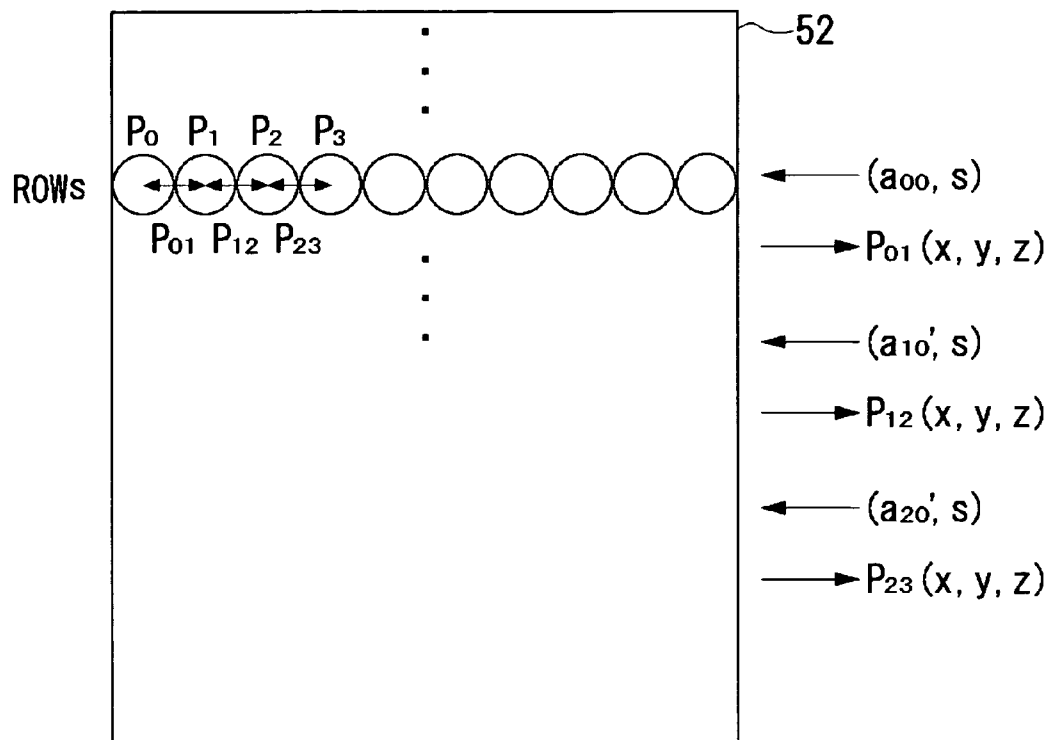 52
P₀ P₁ P₂ P₃
ROWs
(a₀₀, s)
P₀₁ P₁₂ P₂₃
P₀₁(x, y, z)
(a₁₀', s)
P₁₂(x, y, z)
(a₂₀', s)
P₂₃(x, y, z)